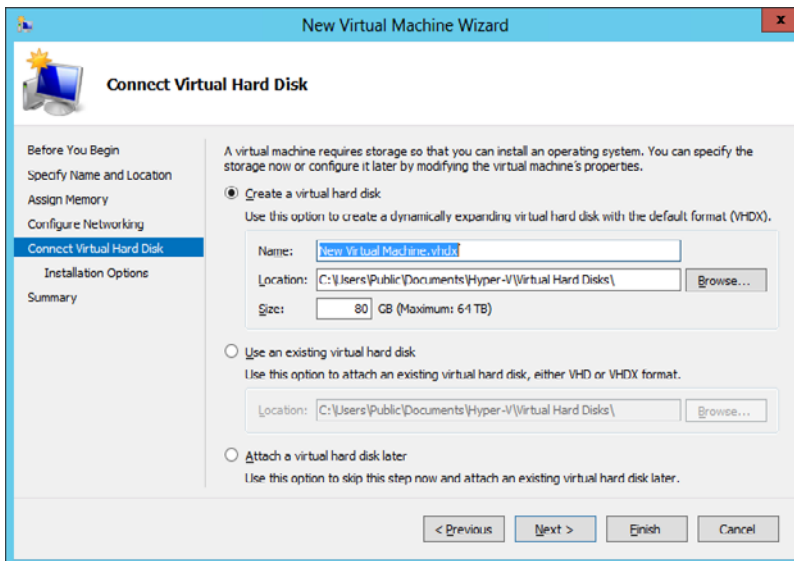 New Virtual Machine Wizard
x
Connect Virtual Hard Disk
Before You Begin
Specify Name and Location
Assign Memory
Configure Networking
Connect Virtual Hard Disk
Installation Options
Summary
A virtual machine requires storage so that you can install an operating system. You can specify the
storage now or configure it later by modifying the virtual machine's properties.
Create a virtual hard disk
Use this option to create a dynamically expanding virtual hard disk with the default format (VHDX).
Name: New Virtual Machine.vhdx
Location: C:\Users\Public\Documents\Hyper-V\Virtual Hard Disks\ Browse...
Size: 80 GB (Maximum: 64 TB)
Use an existing virtual hard disk
Use this option to attach an existing virtual hard disk, either VHD or VHDX format.
Location: C:\Users\Public\Documents\Hyper-V\Virtual Hard Disks\ Browse...
Attach a virtual hard disk later
Use this option to skip this step now and attach an existing virtual hard disk later.
< Previous Next > Finish Cancel